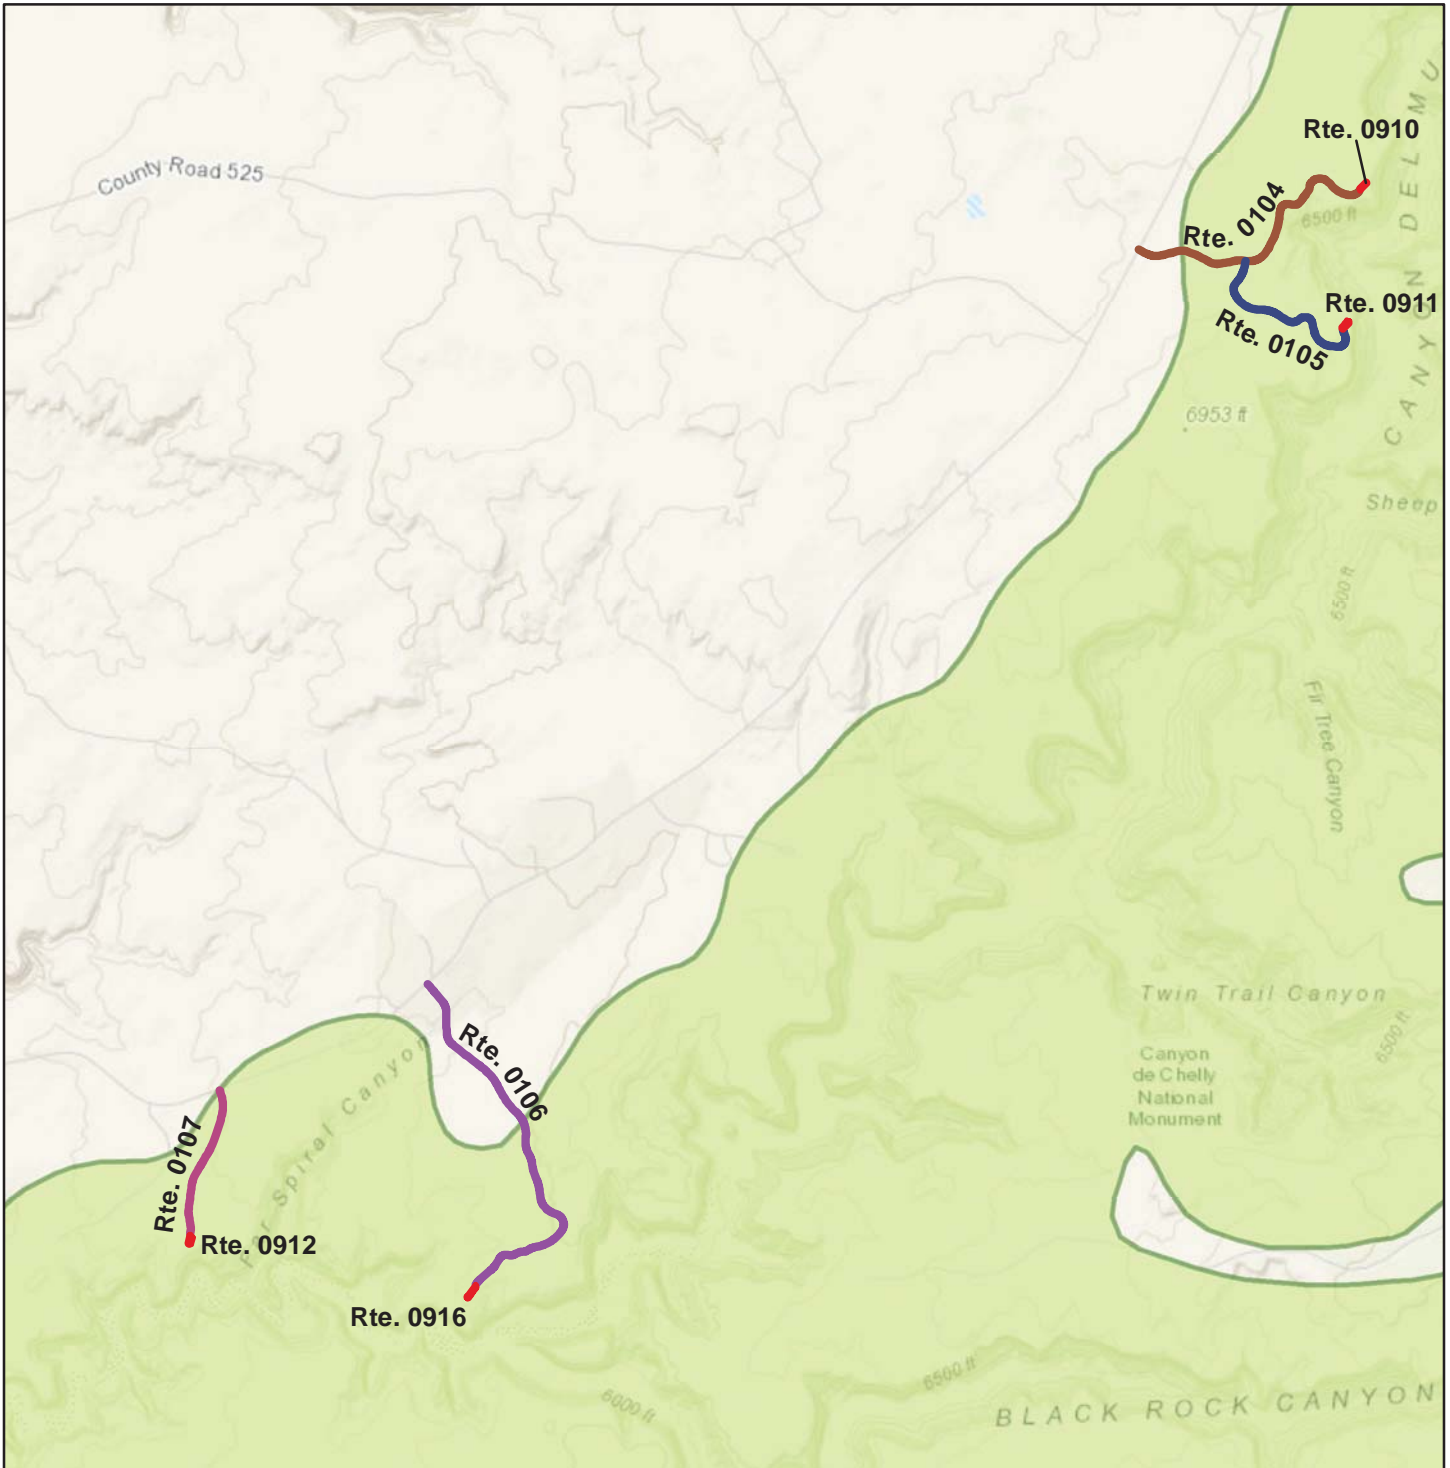 Rte. 0910
County Road 525
Rte. 0104
6500 ft
CANYON DEL MU
Rte. 0911
Rte. 0105
6953 ft
Sheep
6500 ft
Fir Tree Canyon
Twin Trail Canyon
6500 ft
Rte. 0106
Canyon
de Chelly
National
Monument
Spiral Canyon
Rte. 0107
Rte. 0912
Rte. 0916
6500 ft
6000 ft
BLACK ROCK CANYON